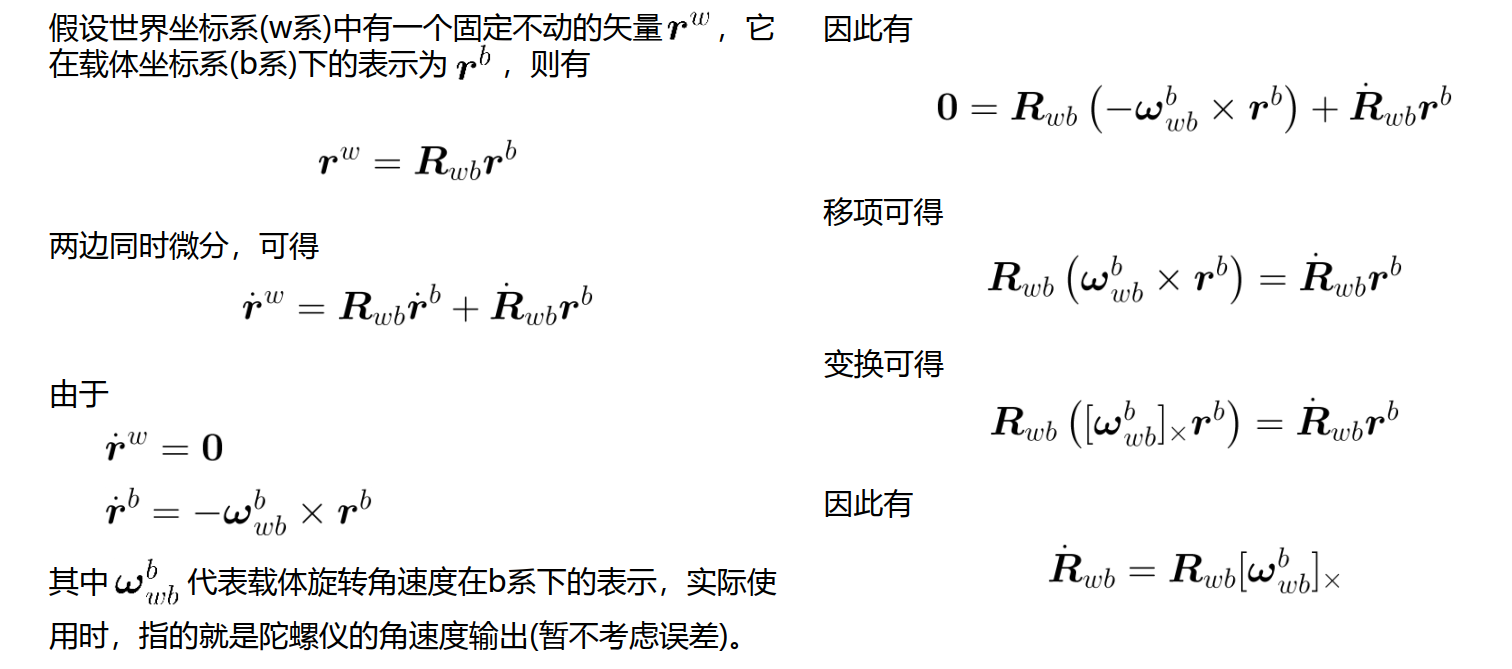 假设世界坐标系(w系)中有一个固定不动的矢量 $\boldsymbol{r}^w$ ，它
在载体坐标系(b系)下的表示为 $\boldsymbol{r}^b$ ，则有
$\boldsymbol{r}^w = \boldsymbol{R}_{wb}\boldsymbol{r}^b$
两边同时微分，可得
$\dot{\boldsymbol{r}}^w = \boldsymbol{R}_{wb}\dot{\boldsymbol{r}}^b + \dot{\boldsymbol{R}}_{wb}\boldsymbol{r}^b$
由于
$\dot{\boldsymbol{r}}^w = \boldsymbol{0}$
$\dot{\boldsymbol{r}}^b = -\boldsymbol{\omega}_{wb}^b \times \boldsymbol{r}^b$
其中 $\boldsymbol{\omega}_{wb}^b$ 代表载体旋转角速度在b系下的表示，实际使
用时，指的就是陀螺仪的角速度输出(暂不考虑误差)。
因此有
$\boldsymbol{0} = \boldsymbol{R}_{wb}\left(-\boldsymbol{\omega}_{wb}^b \times \boldsymbol{r}^b\right) + \dot{\boldsymbol{R}}_{wb}\boldsymbol{r}^b$
移项可得
$\boldsymbol{R}_{wb}\left(\boldsymbol{\omega}_{wb}^b \times \boldsymbol{r}^b\right) = \dot{\boldsymbol{R}}_{wb}\boldsymbol{r}^b$
变换可得
$\boldsymbol{R}_{wb}\left([\boldsymbol{\omega}_{wb}^b]_\times \boldsymbol{r}^b\right) = \dot{\boldsymbol{R}}_{wb}\boldsymbol{r}^b$
因此有
$\dot{\boldsymbol{R}}_{wb} = \boldsymbol{R}_{wb}[\boldsymbol{\omega}_{wb}^b]_\times$